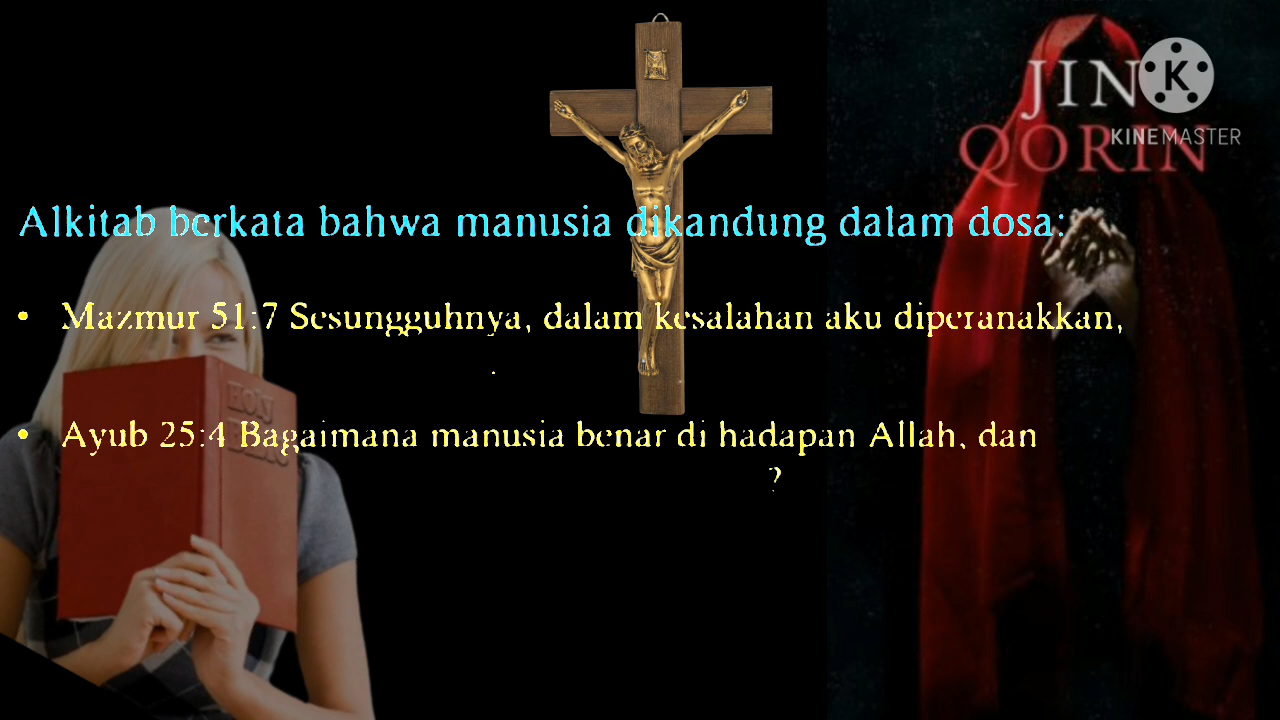 JIN
QORIN
K
KINEMASTER
Alkitab berkata bahwa manusia dikandung dalam dosa:
• Mazmur 51:7 Sesungguhnya, dalam kesalahan aku diperanakkan,
.
• Ayub 25:4 Bagaimana manusia benar di hadapan Allah, dan
?
Holy